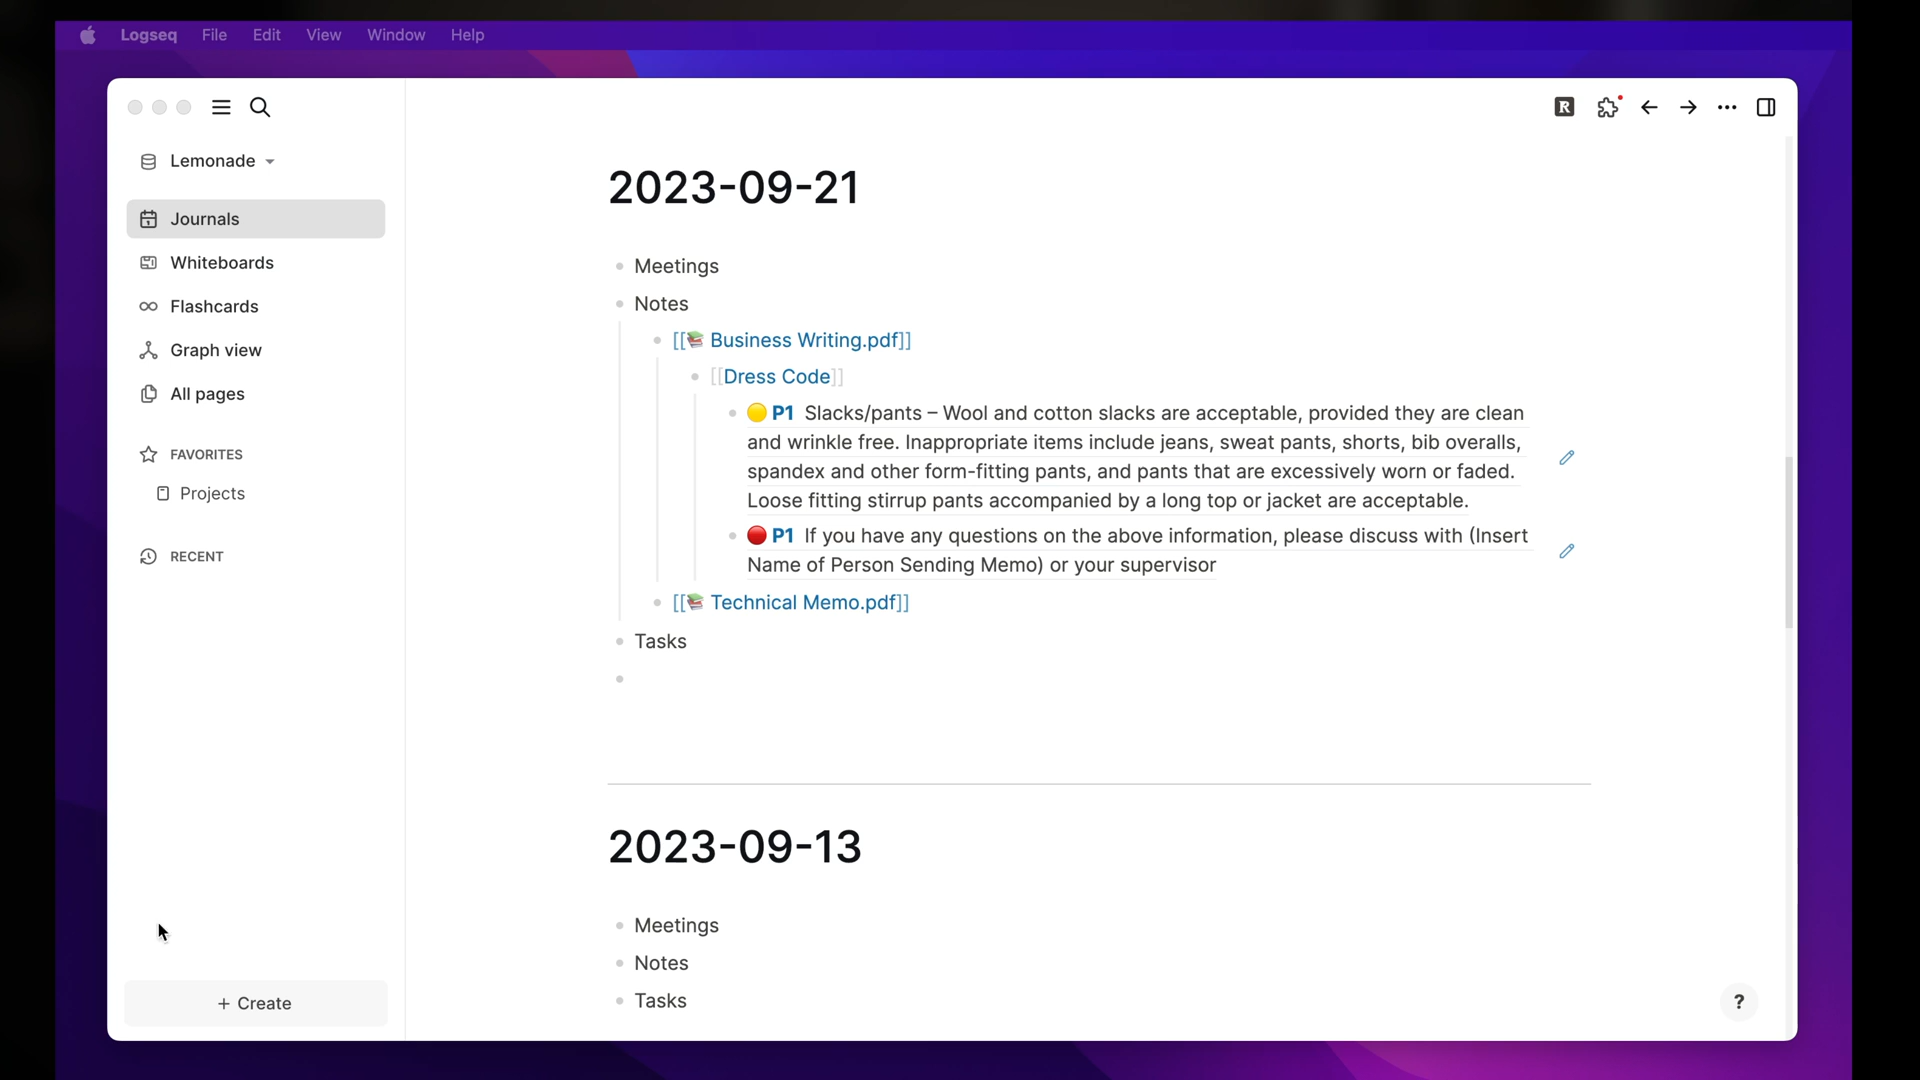 Logseq File Edit View Window Help
R
Lemonade
Journals
Whiteboards
Flashcards
Graph view
All pages
FAVORITES
Projects
RECENT
+ Create
2023-09-21
Meetings
Notes
[[📚 Business Writing.pdf]]
[[Dress Code]]
🟡 P1 Slacks/pants – Wool and cotton slacks are acceptable, provided they are clean
and wrinkle free. Inappropriate items include jeans, sweat pants, shorts, bib overalls,
spandex and other form-fitting pants, and pants that are excessively worn or faded.
Loose fitting stirrup pants accompanied by a long top or jacket are acceptable.
🔴 P1 If you have any questions on the above information, please discuss with (Insert
Name of Person Sending Memo) or your supervisor
[[📚 Technical Memo.pdf]]
Tasks
2023-09-13
Meetings
Notes
Tasks
?